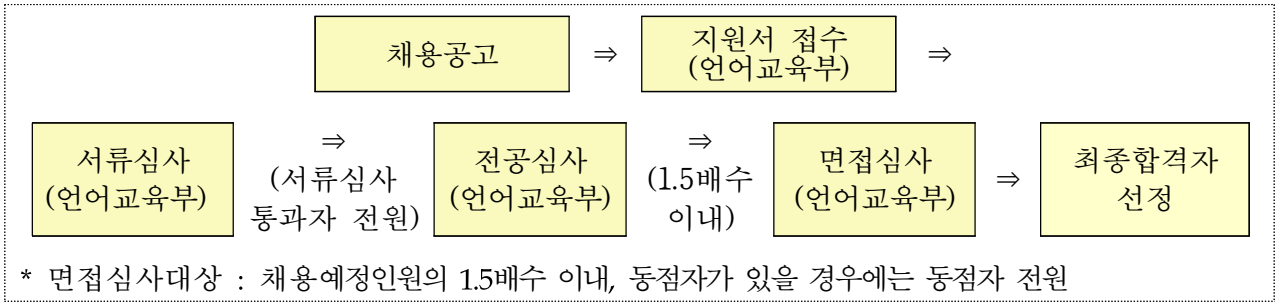 채용공고 ⇒ 지원서 접수 (언어교육부) ⇒
서류심사 (언어교육부) ⇒ (서류심사 통과자 전원) 전공심사 (언어교육부) ⇒ (1.5배수 이내) 면접심사 (언어교육부) ⇒ 최종합격자 선정
* 면접심사대상 : 채용예정인원의 1.5배수 이내, 동점자가 있을 경우에는 동점자 전원